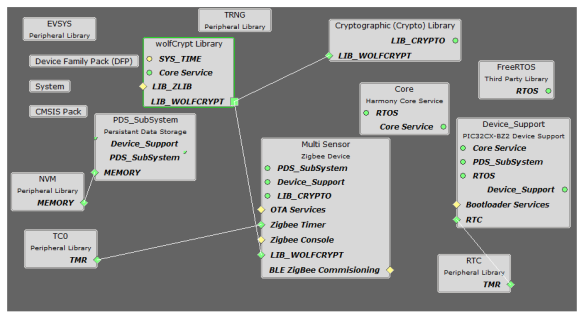 EVSYS
Peripheral Library
TRNG
Peripheral Library
Cryptographic (Crypto) Library
LIB_CRYPTO
LIB_WOLFCRYPT
wolfCrypt Library
SYS_TIME
Core Service
LIB_ZLIB
LIB_WOLFCRYPT
Device Family Pack (DFP)
System
CMSIS Pack
FreeRTOS
Third Party Library
RTOS
Core
Harmony Core Service
RTOS
Core Service
PDS_SubSystem
Persistant Data Storage
Device_Support
PDS_SubSystem
MEMORY
Device_Support
PIC32CX-BZ2 Device Support
Core Service
PDS_SubSystem
RTOS
Device_Support
Bootloader Services
RTC
Multi Sensor
Zigbee Device
PDS_SubSystem
Device_Support
LIB_CRYPTO
OTA Services
Zigbee Timer
Zigbee Console
LIB_WOLFCRYPT
BLE ZigBee Commisioning
NVM
Peripheral Library
MEMORY
TC0
Peripheral Library
TMR
RTC
Peripheral Library
TMR